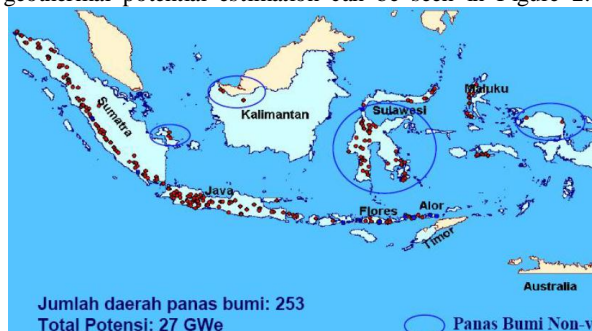 geothermal potential estimation can be seen in Figure 2.
Sumatra
Kalimantan
Sulawesi
Maluku
Java
Flores
Alor
Timor
Australia
Jumlah daerah panas bumi: 253
Total Potensi: 27 GWe
Panas Bumi Non-v